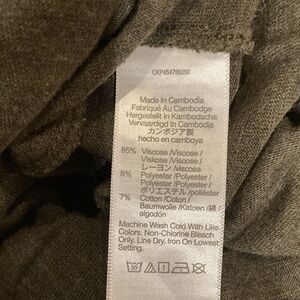 Made In Cambodia
Fabriqué Au Cambodge
Hergestellt In Kambodscha
Vervaardigd In Cambodja
カンボジア製
hecho en camboya
85% Viscose /Viscose /
Viskose /Viscose /
レーヨン /viscosa
8% Polyester /Polyester /
Polyester /Polyester /
ポリエステル /poliéster
7% Cotton /Coton /
Baumwolle /Katoen /綿 /
algodón
Machine Wash Cold With Like
Colors. Non-Chlorine Bleach
Only. Line Dry. Iron On Lowest
Setting.
30